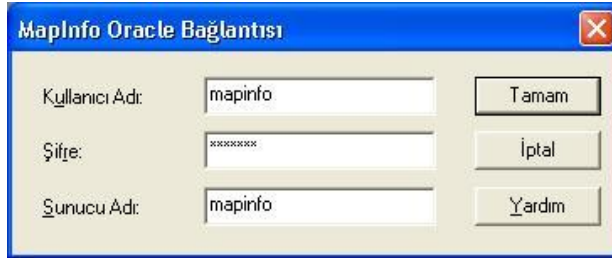 MapInfo Oracle Bağlantısı
Kullanıcı Adı: mapinfo Tamam
Şifre: ******* İptal
Sunucu Adı: mapinfo Yardım